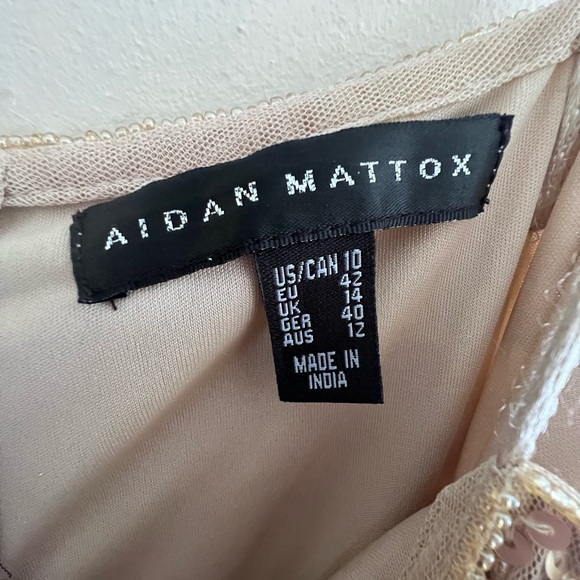 AIDAN MATTOX
US/CAN 10
EU 42
UK 14
GER 40
AUS 12
MADE IN
INDIA